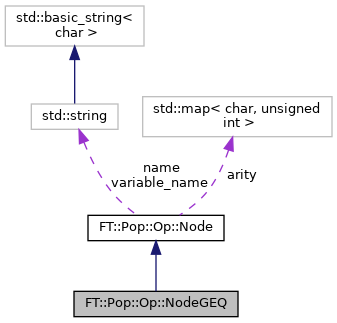 std::basic_string<
char >
std::string
std::map< char, unsigned
int >
name
variable_name
arity
FT::Pop::Op::Node
FT::Pop::Op::NodeGEQ